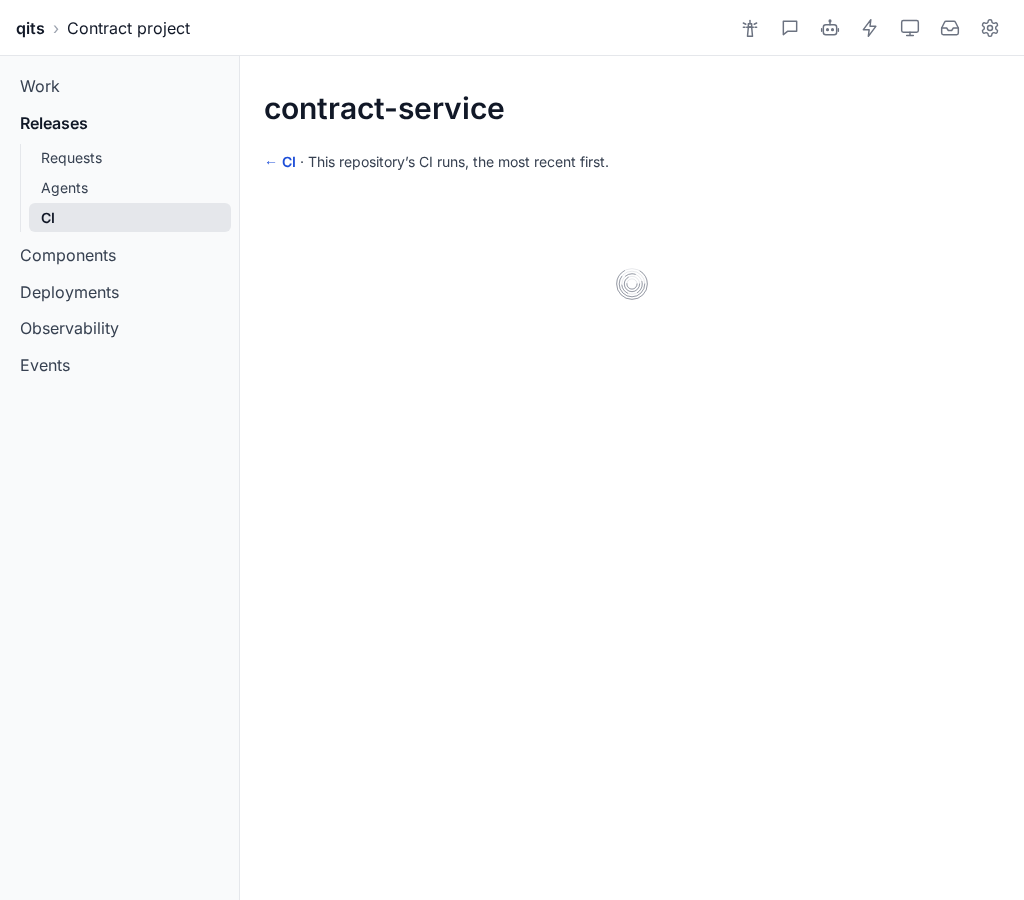 qits › Contract project
Work
Releases
Requests
Agents
CI
Components
Deployments
Observability
Events
contract-service
← CI · This repository’s CI runs, the most recent first.